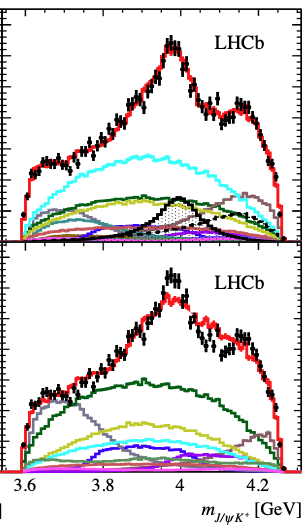 LHCb
LHCb
3.6 3.8 4 4.2
m_{J/ψK⁺} [GeV]